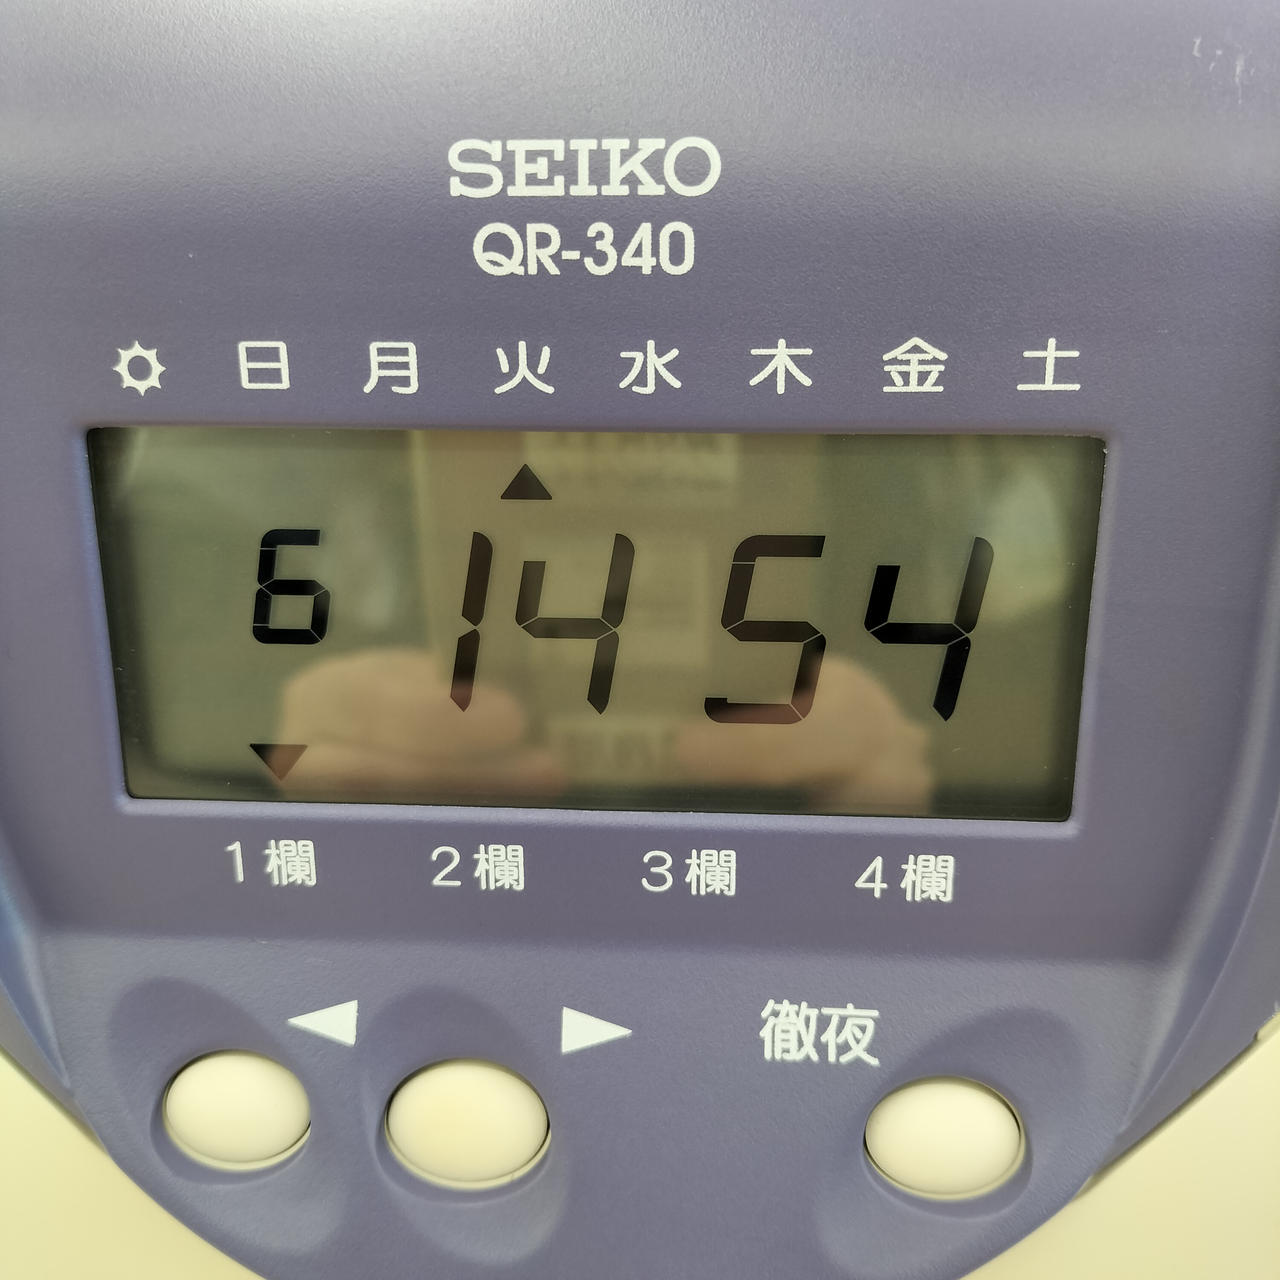 SEIKO
QR-340
日 月 火 水 木 金 土
6 14 54
1欄 2欄 3欄 4欄
徹夜